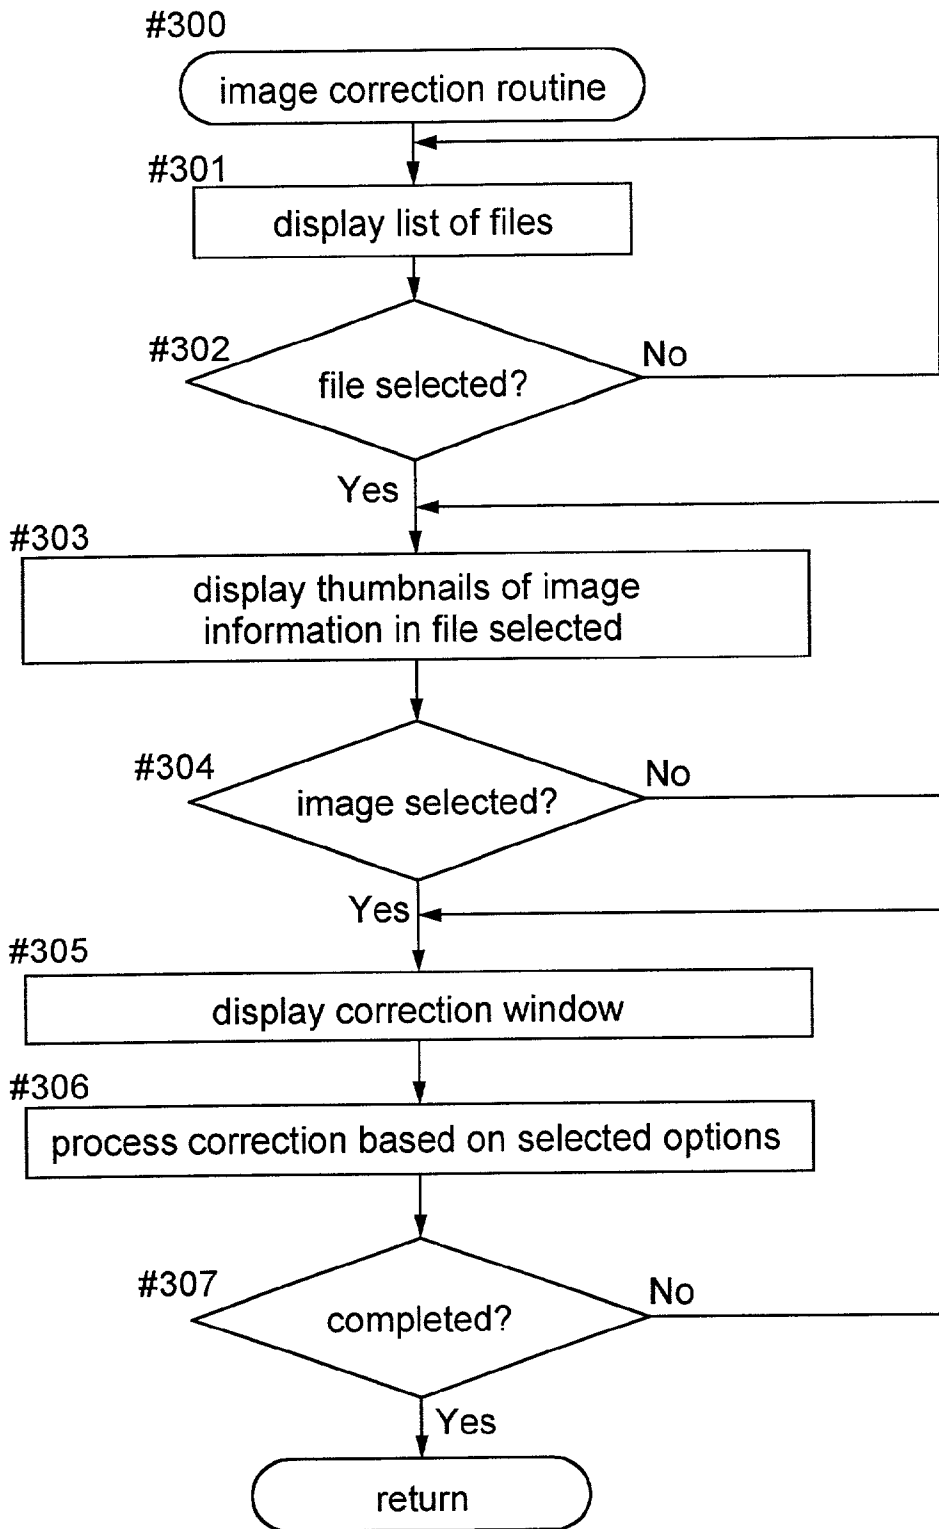 #300
image correction routine
#301
display list of files
#302
file selected?
No
Yes
#303
display thumbnails of image
information in file selected
#304
image selected?
No
Yes
#305
display correction window
#306
process correction based on selected options
#307
completed?
No
Yes
return